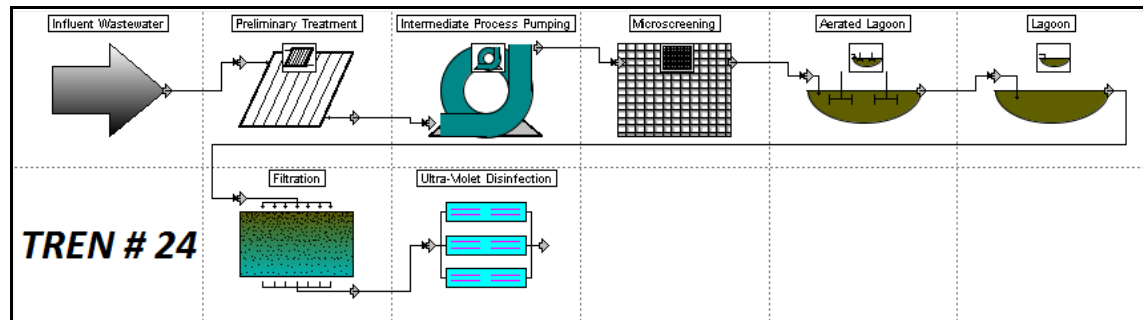 Influent Wastewater
Preliminary Treatment
Intermediate Process Pumping
Microscreening
Aerated Lagoon
Lagoon
Filtration
Ultra-Violet Disinfection
TREN # 24